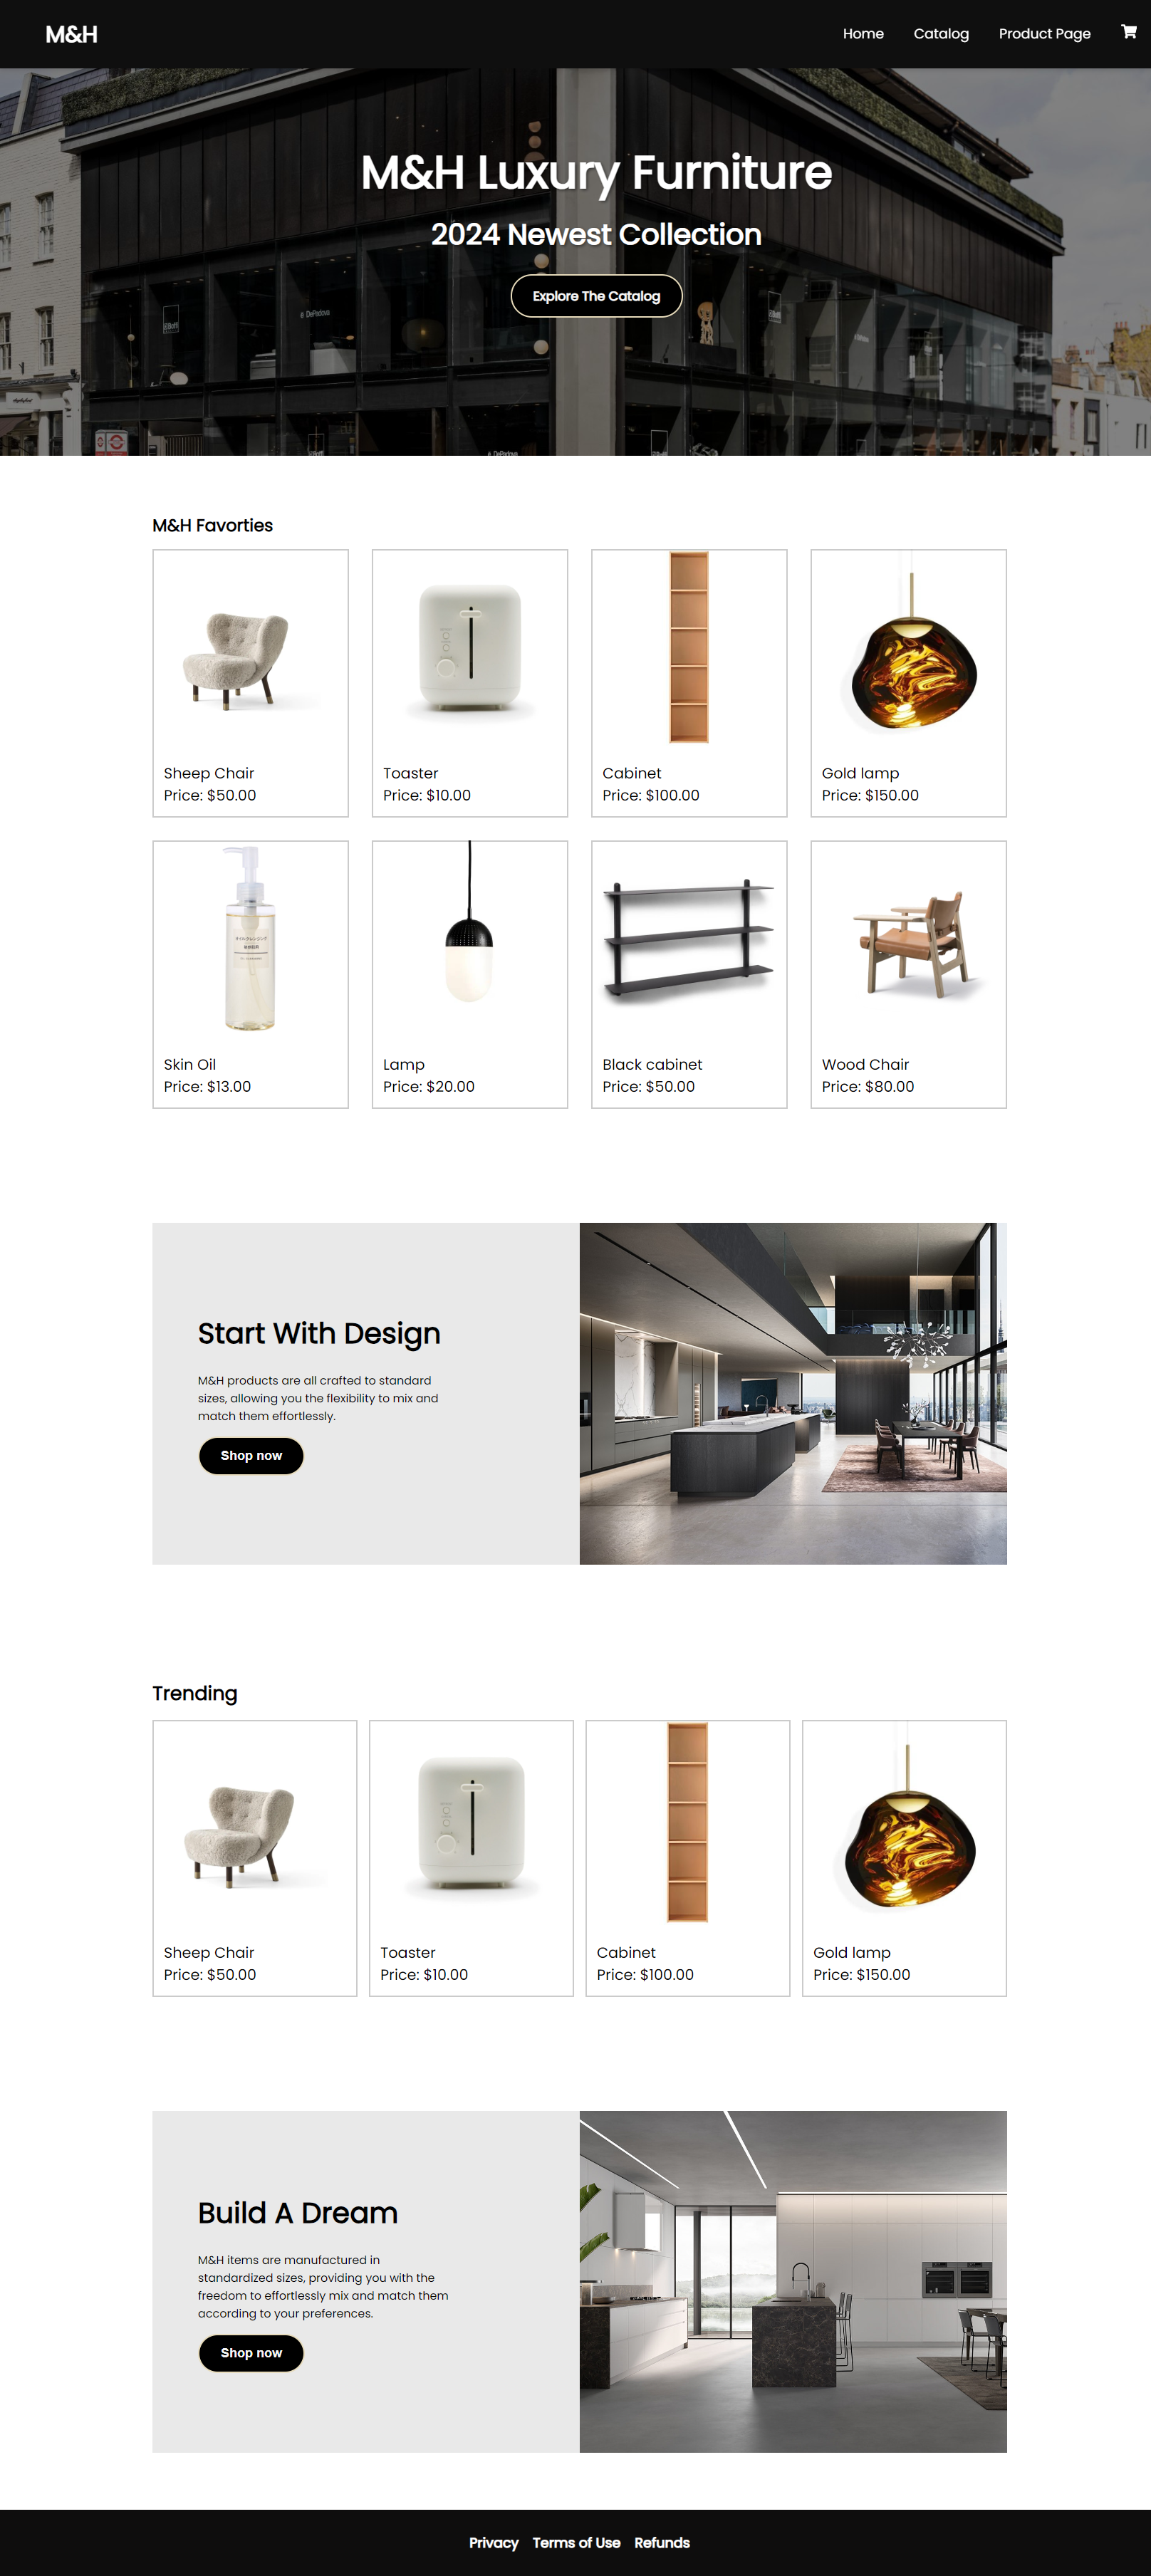 M&H
Home
Catalog
Product Page
M&H Luxury Furniture
2024 Newest Collection
Explore The Catalog
DePadova
DePadova
M&H Favorties
Sheep Chair
Price: $50.00
Toaster
Price: $10.00
Cabinet
Price: $100.00
Gold lamp
Price: $150.00
Skin Oil
Price: $13.00
Lamp
Price: $20.00
Black cabinet
Price: $50.00
Wood Chair
Price: $80.00
Start With Design
M&H products are all crafted to standard
sizes, allowing you the flexibility to mix and
match them effortlessly.
Shop now
Trending
Sheep Chair
Price: $50.00
Toaster
Price: $10.00
Cabinet
Price: $100.00
Gold lamp
Price: $150.00
Build A Dream
M&H items are manufactured in
standardized sizes, providing you with the
freedom to effortlessly mix and match them
according to your preferences.
Shop now
Privacy
Terms of Use
Refunds